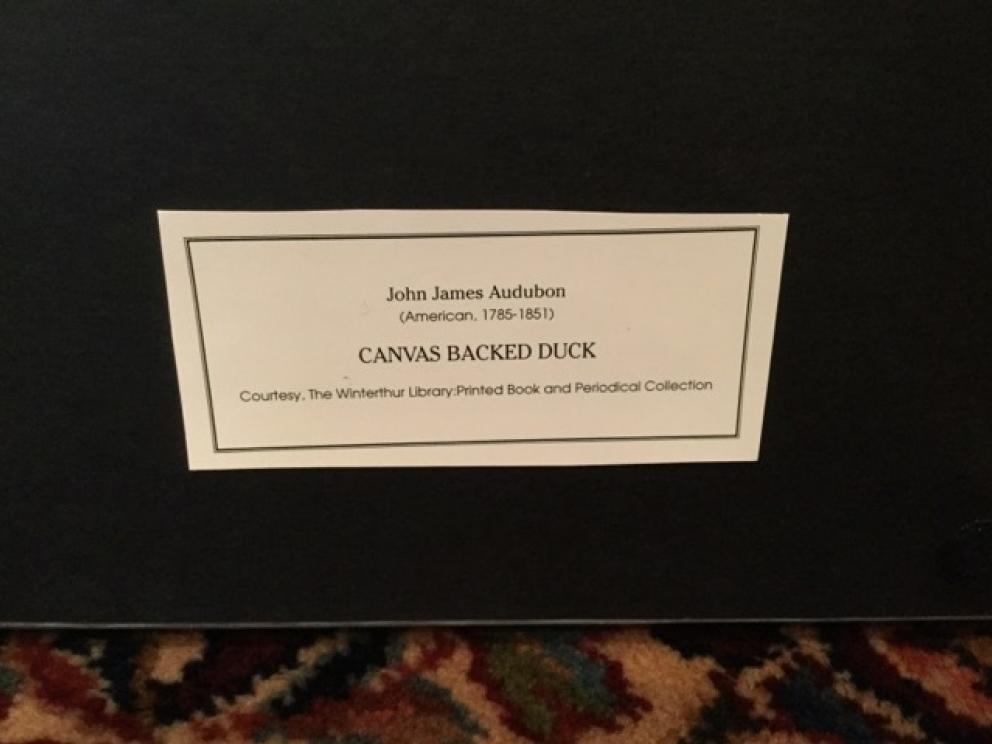 John James Audubon
(American, 1785-1851)
CANVAS BACKED DUCK
Courtesy, The Winterthur Library:Printed Book and Periodical Collection